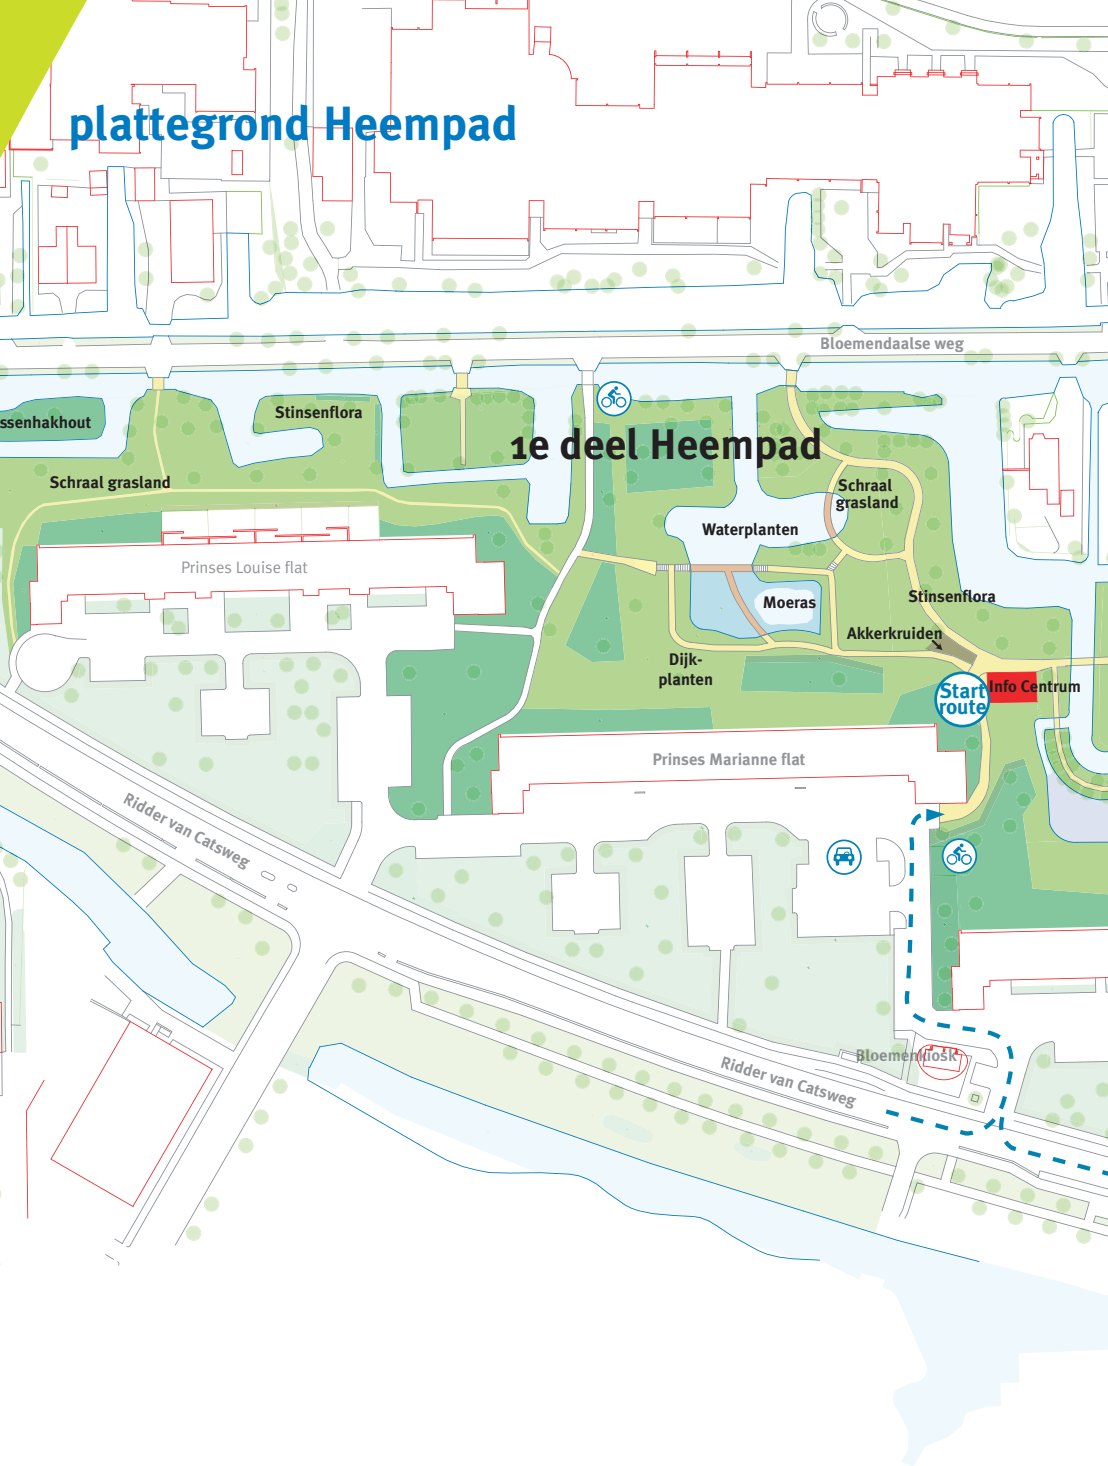 plattegrond Heempad
Bloemendaalse weg
Stinsenflora
ssenhakhout
1e deel Heempad
Schraal grasland
Schraal
grasland
Waterplanten
Prinses Louise flat
Stinsenflora
Moeras
Akkerkruiden
Dijk-
planten
Start
route
Info Centrum
Prinses Marianne flat
Ridder van Catsweg
Bloemenkiosk
Ridder van Catsweg